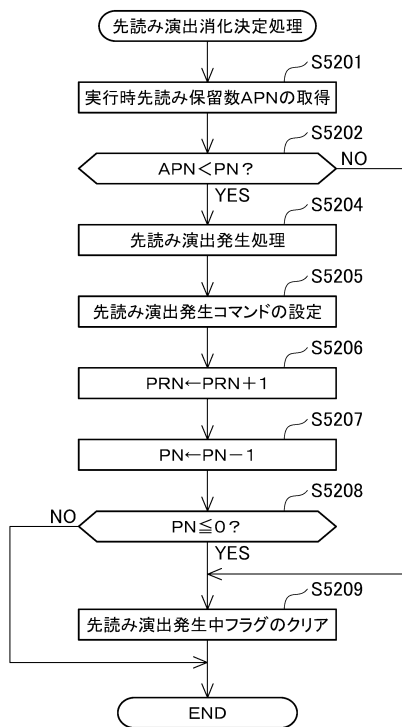 先読み演出消化決定処理
S5201
実行時先読み保留数APNの取得
S5202
APN<PN?
NO
YES
S5204
先読み演出発生処理
S5205
先読み演出発生コマンドの設定
S5206
PRN←PRN+1
S5207
PN←PN-1
S5208
NO
PN≦0?
YES
S5209
先読み演出発生中フラグのクリア
END